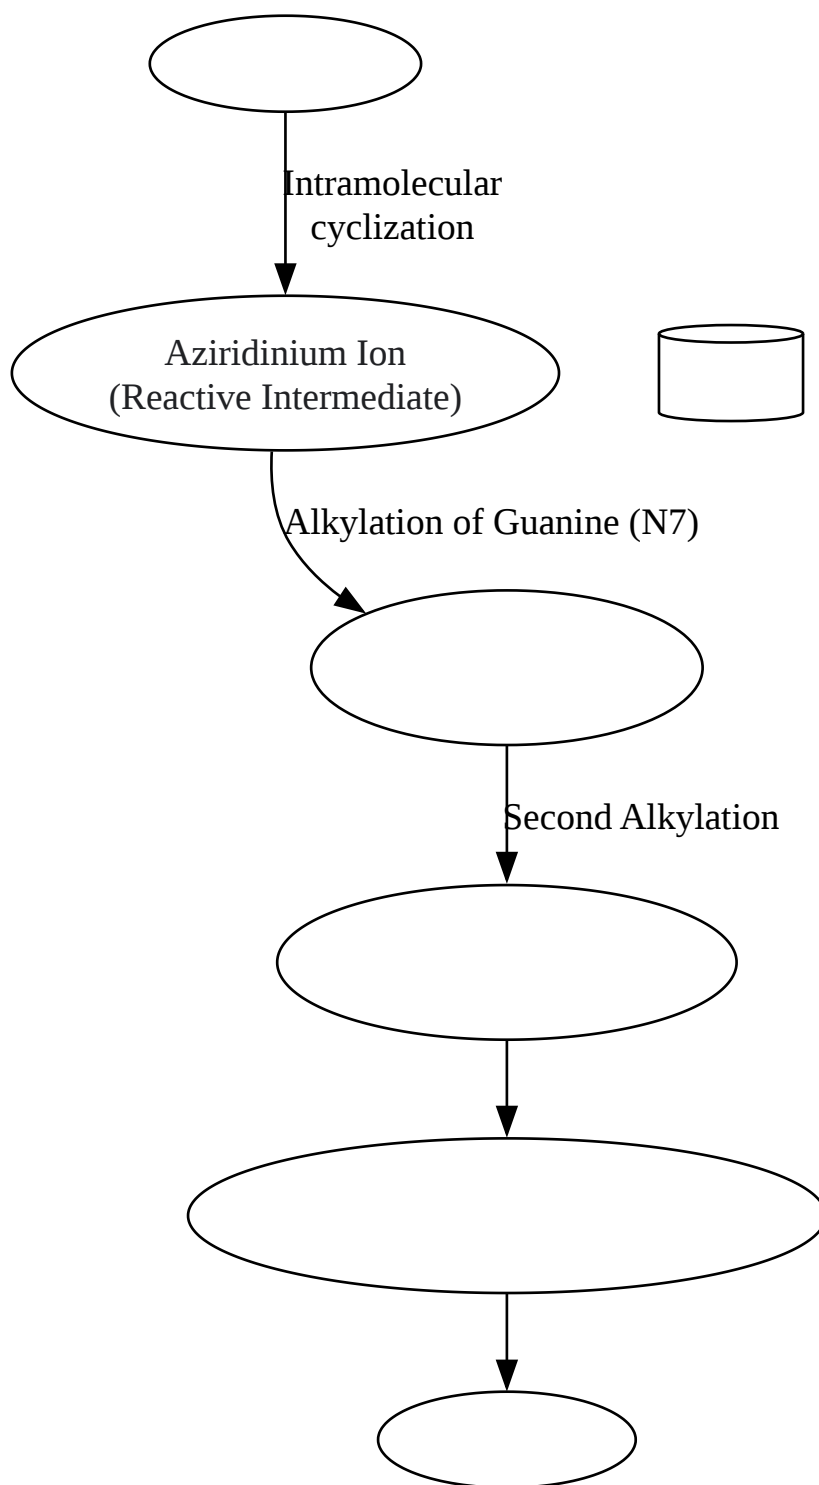 Intramolecular
cyclization
Aziridinium Ion
(Reactive Intermediate)
Alkylation of Guanine (N7)
Second Alkylation